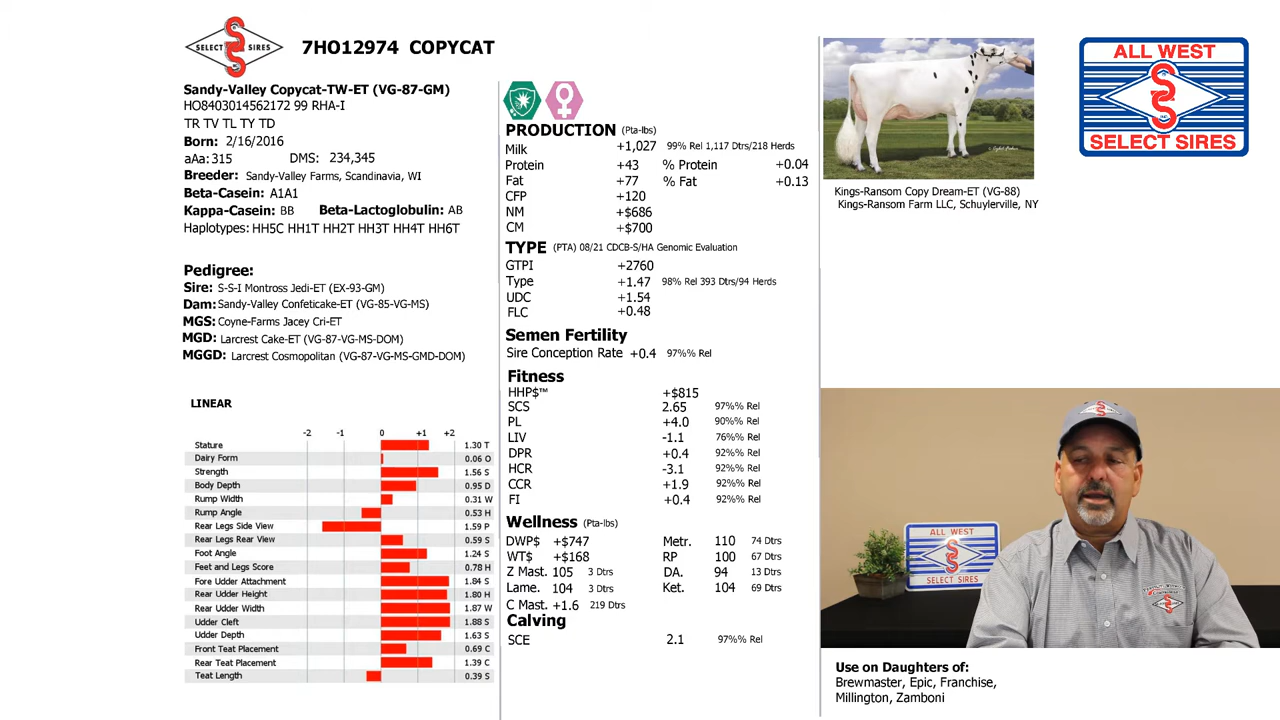 SELECT SIRES
7HO12974 COPYCAT
Sandy-Valley Copycat-TW-ET (VG-87-GM)
HO8403014562172 99 RHA-I
TR TV TL TY TD
Born: 2/16/2016
aAa: 315 DMS: 234,345
Breeder: Sandy-Valley Farms, Scandinavia, WI
Beta-Casein: A1A1
Kappa-Casein: BB Beta-Lactoglobulin: AB
Haplotypes: HH5C HH1T HH2T HH3T HH4T HH6T
Pedigree:
Sire: S-S-I Montross Jedi-ET (EX-93-GM)
Dam: Sandy-Valley Confeticake-ET (VG-85-VG-MS)
MGS: Coyne-Farms Jacey Cri-ET
MGD: Larcrest Cake-ET (VG-87-VG-MS-DOM)
MGGD: Larcrest Cosmopolitan (VG-87-VG-MS-GMD-DOM)
LINEAR
-2 -1 0 +1 +2
Stature 1.30 T
Dairy Form 0.06 O
Strength 1.56 S
Body Depth 0.95 D
Rump Width 0.31 W
Rump Angle 0.53 H
Rear Legs Side View 1.59 P
Rear Legs Rear View 0.59 S
Foot Angle 1.24 S
Feet and Legs Score 0.78 H
Fore Udder Attachment 1.84 S
Rear Udder Height 1.80 H
Rear Udder Width 1.87 W
Udder Cleft 1.88 S
Udder Depth 1.63 S
Front Teat Placement 0.69 C
Rear Teat Placement 1.39 C
Teat Length 0.39 S
PRODUCTION (Pta-lbs)
Milk +1,027 99% Rel 1,117 Dtrs/218 Herds
Protein +43 % Protein +0.04
Fat +77 % Fat +0.13
CFP +120
NM +$686
CM +$700
TYPE (PTA) 08/21 CDCB-S/HA Genomic Evaluation
GTPI +2760
Type +1.47 98% Rel 393 Dtrs/94 Herds
UDC +1.54
FLC +0.48
Semen Fertility
Sire Conception Rate +0.4 97%% Rel
Fitness
HHP$™ +$815
SCS 2.65 97%% Rel
PL +4.0 90%% Rel
LIV -1.1 76%% Rel
DPR +0.4 92%% Rel
HCR -3.1 92%% Rel
CCR +1.9 92%% Rel
FI +0.4 92%% Rel
Wellness (Pta-lbs)
DWP$ +$747 Metr. 110 74 Dtrs
WT$ +$168 RP 100 67 Dtrs
Z Mast. 105 3 Dtrs DA. 94 13 Dtrs
Lame. 104 3 Dtrs Ket. 104 69 Dtrs
C Mast. +1.6 219 Dtrs
Calving
SCE 2.1 97%% Rel
Kings-Ransom Copy Dream-ET (VG-88)
Kings-Ransom Farm LLC, Schuylerville, NY
ALL WEST
SELECT SIRES
ALL WEST
SELECT SIRES
Use on Daughters of:
Brewmaster, Epic, Franchise,
Millington, Zamboni